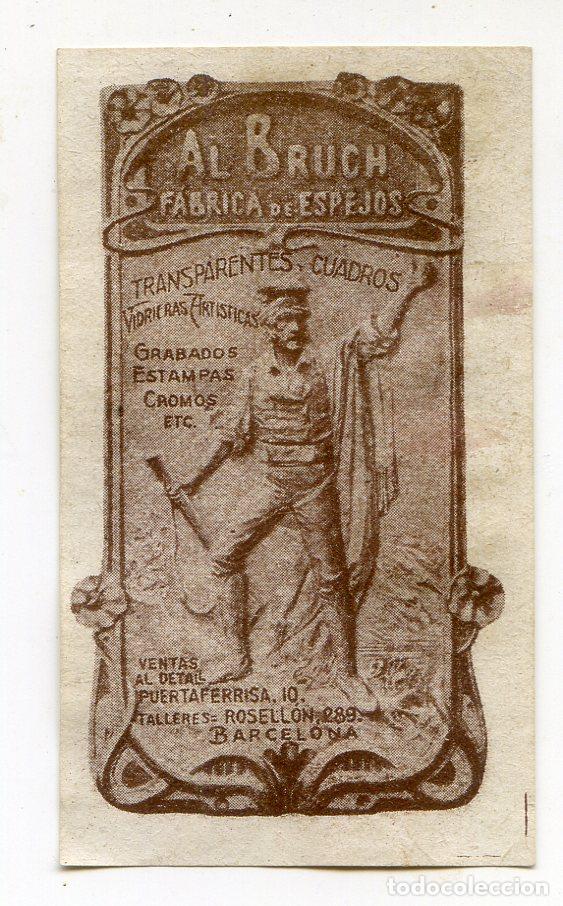 AL BRUCH
FÁBRICA DE ESPEJOS
TRANSPARENTES Y CUADROS
VIDRIERAS ARTISTICAS
GRABADOS
ESTAMPAS
CROMOS
ETC.
VENTAS
AL DETALL
PUERTAFERRISA, 10.
TALLERES= ROSELLÓN, 289.
BARCELONA
todocoleccion